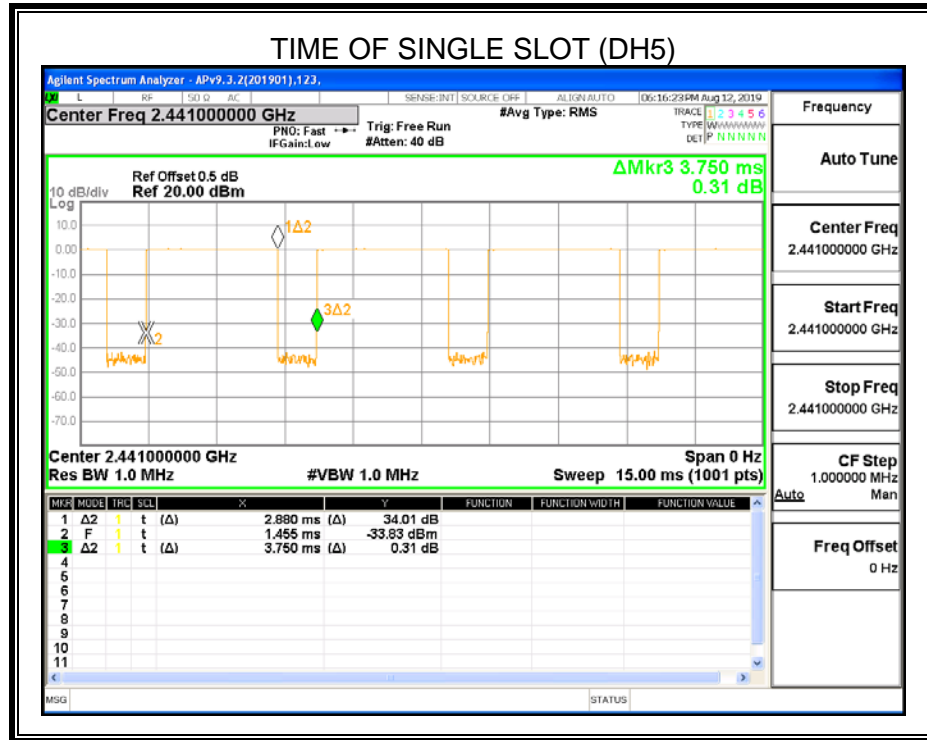 TIME OF SINGLE SLOT (DH5)
Agilent Spectrum Analyzer - APv9.3.2(201901),123,
L RF 50 Ω AC SENSE:INT SOURCE OFF ALIGN AUTO 06:16:23 PM Aug 12, 2019
Center Freq 2.441000000 GHz
PNO: Fast
IFGain:Low
Trig: Free Run
#Atten: 40 dB
#Avg Type: RMS
TRACE 1 2 3 4 5 6
TYPE W
DET P N N N N N
ΔMkr3 3.750 ms
0.31 dB
Ref Offset 0.5 dB
Ref 20.00 dBm
10 dB/div
Log
10.0
0.00
-10.0
-20.0
-30.0
-40.0
-50.0
-60.0
-70.0
1Δ2
2
3Δ2
Center 2.441000000 GHz Span 0 Hz
Res BW 1.0 MHz #VBW 1.0 MHz Sweep 15.00 ms (1001 pts)
MKR MODE TRC SCL X Y FUNCTION FUNCTION WIDTH FUNCTION VALUE
1 Δ2 1 t (Δ) 2.880 ms (Δ) 34.01 dB
2 F 1 t 1.455 ms -33.83 dBm
3 Δ2 1 t (Δ) 3.750 ms (Δ) 0.31 dB
4
5
6
7
8
9
10
11
MSG STATUS
Frequency
Auto Tune
Center Freq
2.441000000 GHz
Start Freq
2.441000000 GHz
Stop Freq
2.441000000 GHz
CF Step
1.000000 MHz
Auto Man
Freq Offset
0 Hz